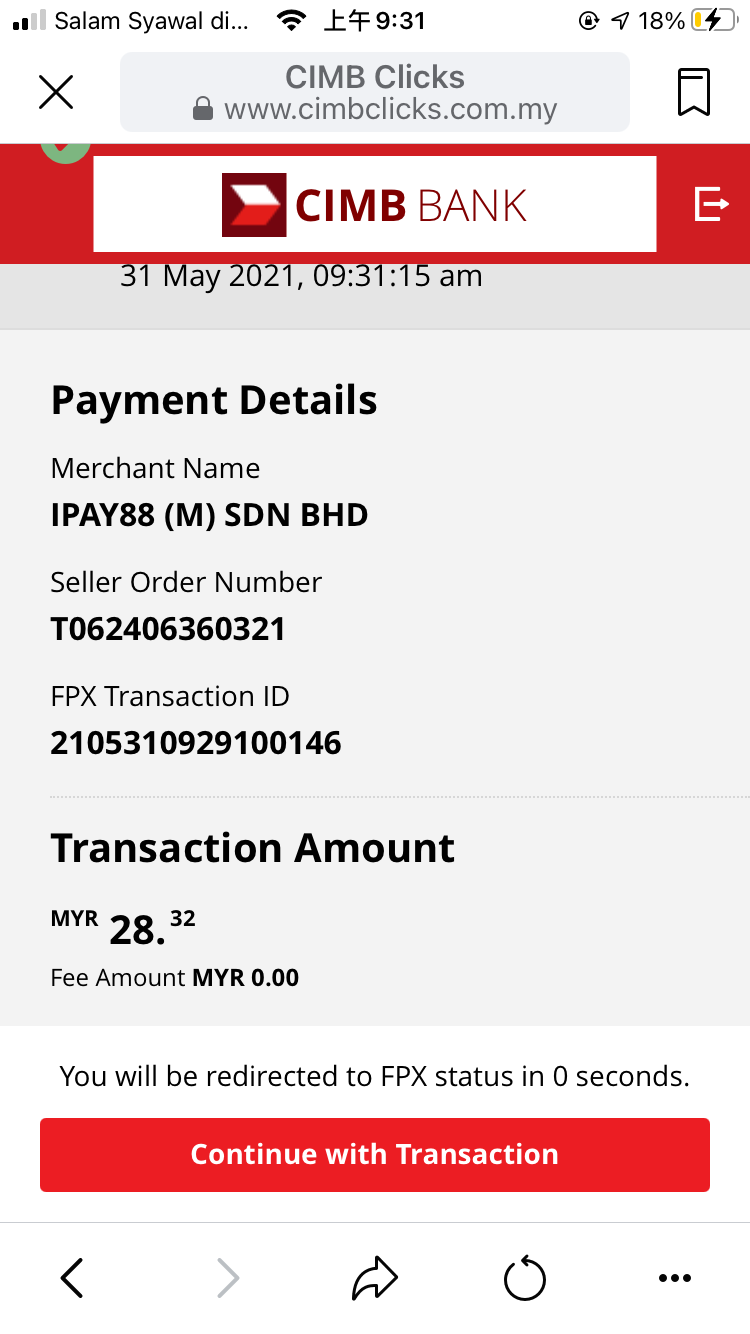 Salam Syawal di... 上午9:31 18%
CIMB Clicks
www.cimbclicks.com.my
CIMB BANK
31 May 2021, 09:31:15 am
Payment Details
Merchant Name
IPAY88 (M) SDN BHD
Seller Order Number
T062406360321
FPX Transaction ID
2105310929100146
Transaction Amount
MYR 28.32
Fee Amount MYR 0.00
You will be redirected to FPX status in 0 seconds.
Continue with Transaction